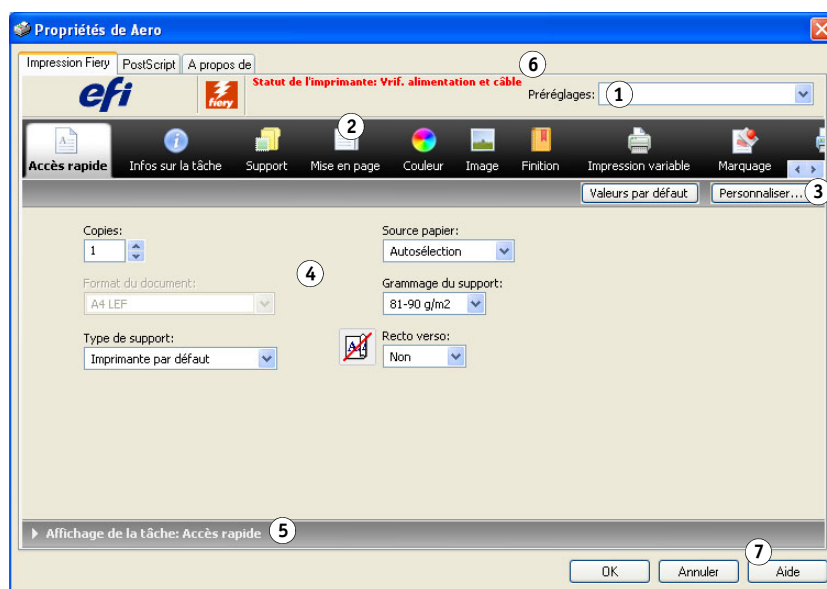 Propriétés de Aero
Impression Fiery PostScript A propos de
6
efi fiery Statut de l'imprimante: Vrif. alimentation et câble
Préréglages: 1
2
Accès rapide Infos sur la tâche Support Mise en page Couleur Image Finition Impression variable Marquage
Valeurs par défaut Personnaliser... 3
Copies: Source papier:
1 Autosélection
4
Format du document: Grammage du support:
A4 LEF 81-90 g/m2
Type de support: Recto verso:
Imprimante par défaut Non
Affichage de la tâche: Accès rapide 5
7
OK Annuler Aide